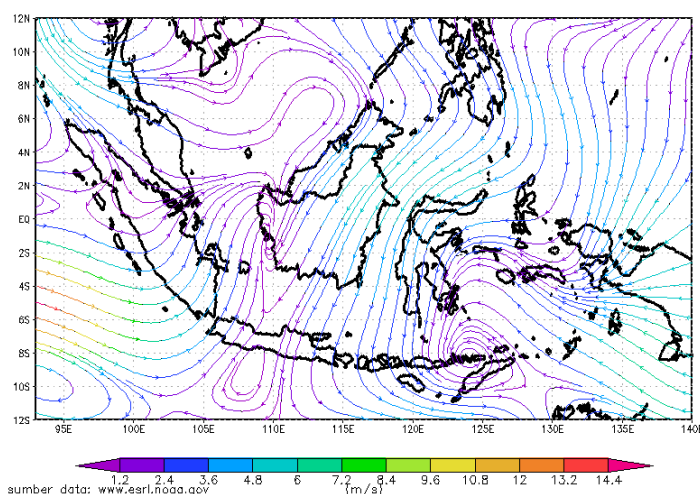 12N
10N
8N
6N
4N
2N
EQ
2S
4S
6S
8S
10S
12S
95E 100E 105E 110E 115E 120E 125E 130E 135E 140E
1.2 2.4 3.6 4.8 6 7.2 8.4 9.6 10.8 12 13.2 14.4
sumber data: www.esrl.noaa.gov (m/s)